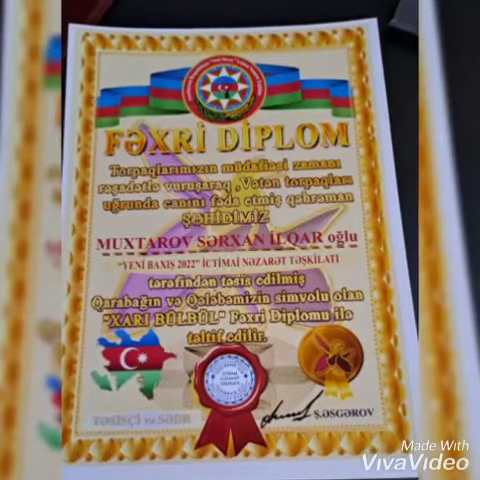 FƏXRİ DİPLOM
Torpaqlarımızın müdafiəsi zamanı
rəşadətlə vuruşaraq ,Vətən torpaqları
uğrunda canını fəda etmiş qəhrəman
ŞƏHİDİMİZ
MUXTAROV SƏRXAN İLQAR oğlu
"YENİ BAXIŞ 2022" İCTİMAİ NƏZARƏT TƏŞKİLATI
tərəfindən təsis edilmiş
Qarabağın və Qələbəmizin simvolu olan
"XARI BÜLBÜL" Fəxri Diplomu ilə
təltif edilir.
TƏSİSÇİ və SƏDR
Ş.ƏSGƏROV
Made With
VivaVideo